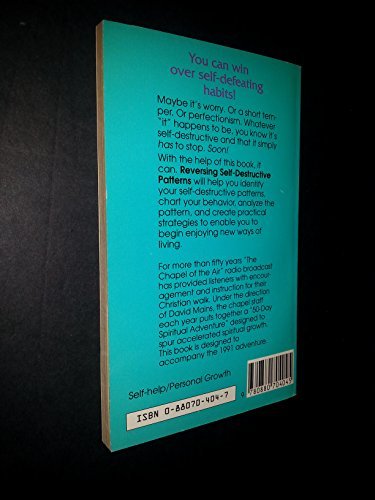 You can win
over self-defeating
habits!
Maybe it's worry. Or a short tem-
per. Or perfectionism. Whatever
"it" happens to be, you know it's
self-destructive and that it simply
has to stop. Soon!
With the help of this book, it
can. Reversing Self-Destructive
Patterns will help you identify
your self-destructive patterns,
chart your behavior, analyze the
pattern, and create practical
strategies to enable you to
begin enjoying new ways of
living.
For more than fifty years "The
Chapel of the Air" radio broadcast
has provided listeners with encour-
agement and instruction for their
Christian walk. Under the direction
of David Mains, the chapel staff
each year puts together a "50-Day
Spiritual Adventure" designed to
spur accelerated spiritual growth.
This book is designed to
accompany the 1991 adventure.
Self-help/Personal Growth
ISBN 0-88070-404-7
9 780880 704045